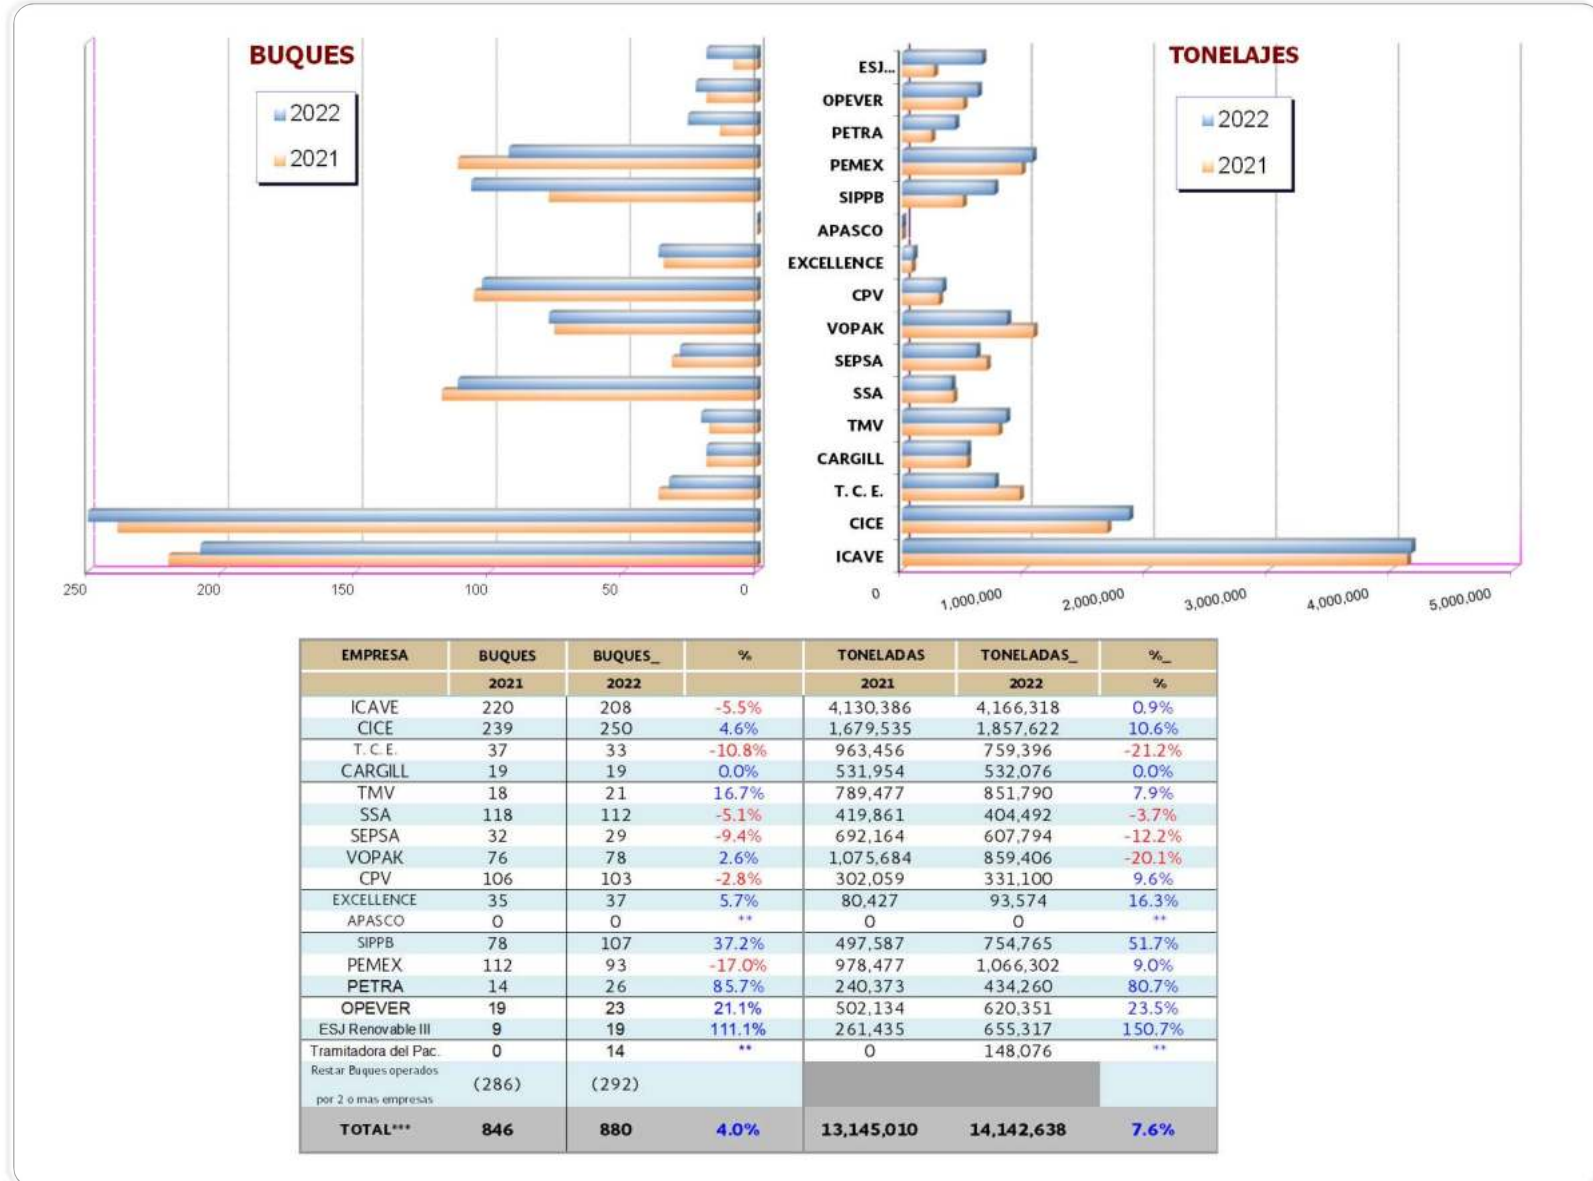 BUQUES
2022
2021
250
200
150
100
50
0
TONELAJES
2022
2021
ESJ...
OPEVER
PETRA
PEMEX
SIPPB
APASCO
EXCELLENCE
CPV
VOPAK
SEPSA
SSA
TMV
CARGILL
T. C. E.
CICE
ICAVE
0
1,000,000
2,000,000
3,000,000
4,000,000
5,000,000
EMPRESA BUQUES BUQUES_ % TONELADAS TONELADAS_ %_
2021 2022 2021 2022 %
ICAVE 220 208 -5.5% 4,130,386 4,166,318 0.9%
CICE 239 250 4.6% 1,679,535 1,857,622 10.6%
T. C. E. 37 33 -10.8% 963,456 759,396 -21.2%
CARGILL 19 19 0.0% 531,954 532,076 0.0%
TMV 18 21 16.7% 789,477 851,790 7.9%
SSA 118 112 -5.1% 419,861 404,492 -3.7%
SEPSA 32 29 -9.4% 692,164 607,794 -12.2%
VOPAK 76 78 2.6% 1,075,684 859,406 -20.1%
CPV 106 103 -2.8% 302,059 331,100 9.6%
EXCELLENCE 35 37 5.7% 80,427 93,574 16.3%
APASCO 0 0 ** 0 0 **
SIPPB 78 107 37.2% 497,587 754,765 51.7%
PEMEX 112 93 -17.0% 978,477 1,066,302 9.0%
PETRA 14 26 85.7% 240,373 434,260 80.7%
OPEVER 19 23 21.1% 502,134 620,351 23.5%
ESJ Renovable III 9 19 111.1% 261,435 655,317 150.7%
Tramitadora del Pac. 0 14 ** 0 148,076 **
Restar Buques operados
(286) (292)
por 2 o mas empresas
TOTAL*** 846 880 4.0% 13,145,010 14,142,638 7.6%